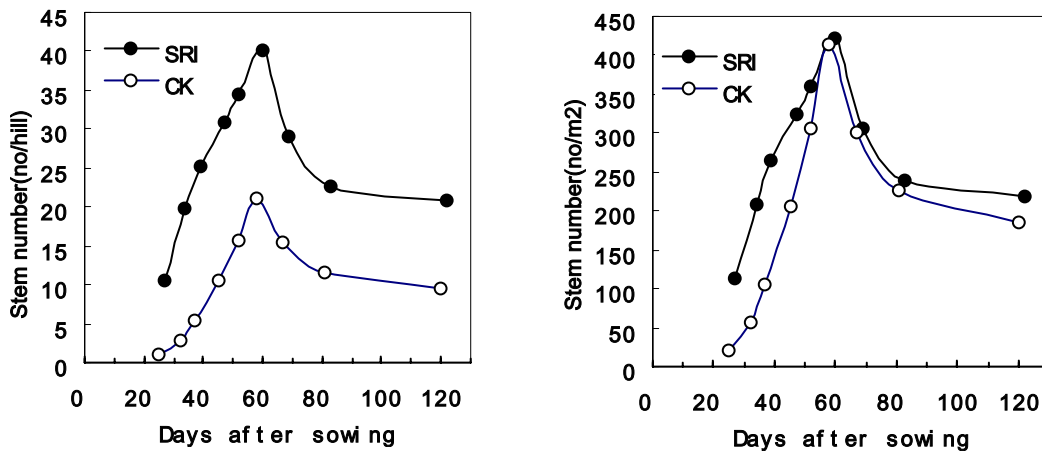 Stem number(no/hill)
40
45
35
30
25
20
15
10
5
0
SRI
CK
0 20 40 60 80 100 120
Days after sowing
Stem number(no/m2)
450
400
350
300
250
200
150
100
50
0
SRI
CK
0 20 40 60 80 100 120
Days after sowing